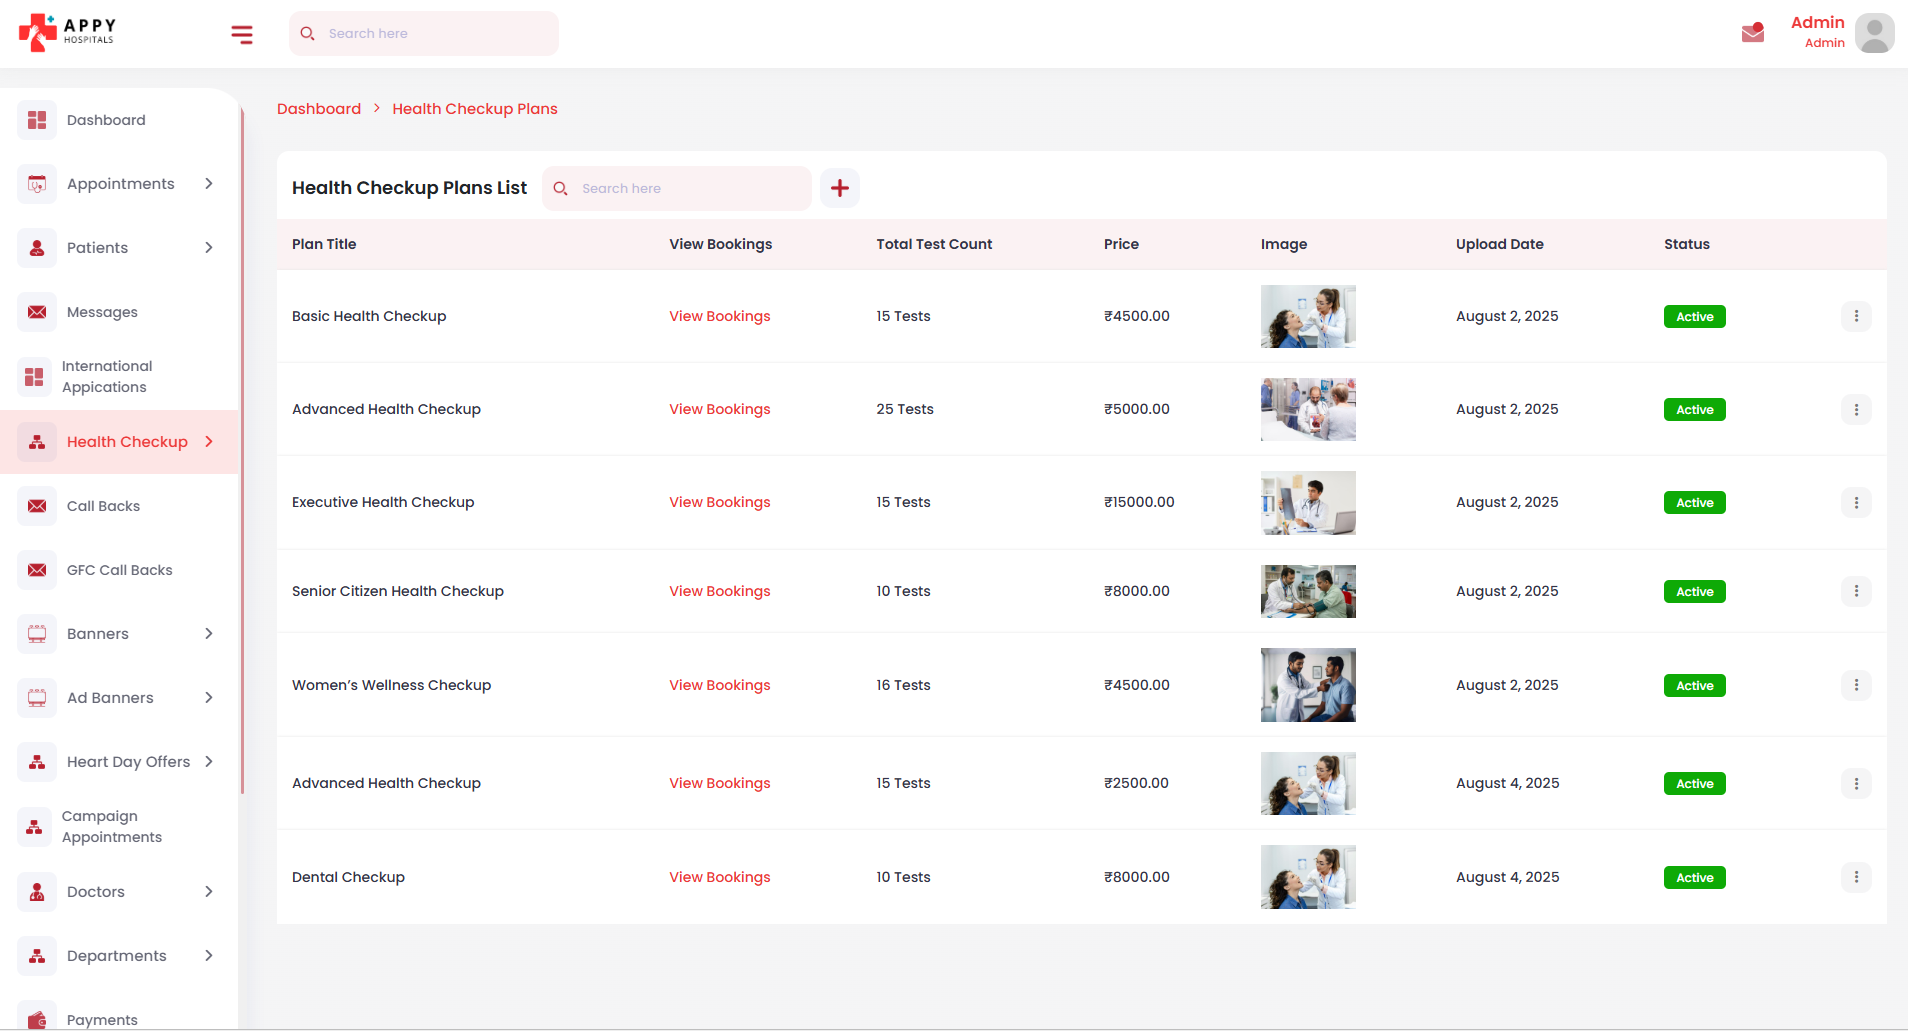 APPY
HOSPITALS
Search here
Admin
Admin
Dashboard
Appointments
Patients
Messages
International
Appications
Health Checkup
Call Backs
GFC Call Backs
Banners
Ad Banners
Heart Day Offers
Campaign
Appointments
Doctors
Departments
Payments
Dashboard > Health Checkup Plans
Health Checkup Plans List
Search here
Plan Title View Bookings Total Test Count Price Image Upload Date Status
Basic Health Checkup View Bookings 15 Tests ₹4500.00 August 2, 2025 Active
Advanced Health Checkup View Bookings 25 Tests ₹5000.00 August 2, 2025 Active
Executive Health Checkup View Bookings 15 Tests ₹15000.00 August 2, 2025 Active
Senior Citizen Health Checkup View Bookings 10 Tests ₹8000.00 August 2, 2025 Active
Women’s Wellness Checkup View Bookings 16 Tests ₹4500.00 August 2, 2025 Active
Advanced Health Checkup View Bookings 15 Tests ₹2500.00 August 4, 2025 Active
Dental Checkup View Bookings 10 Tests ₹8000.00 August 4, 2025 Active